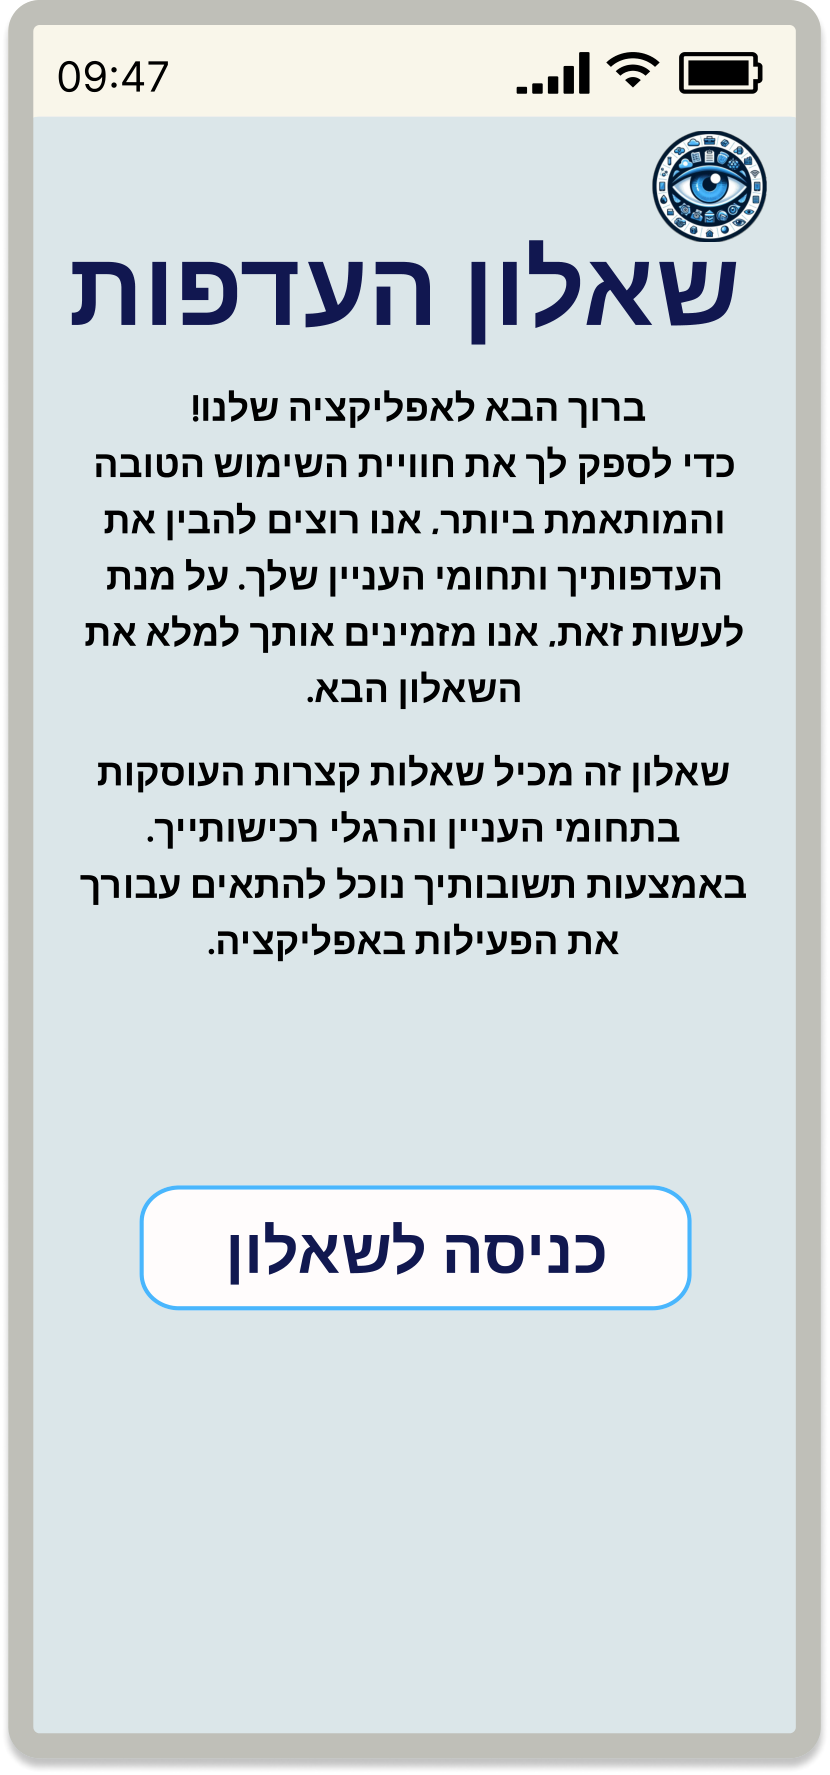 09:47
שאלון העדפות
ברוך הבא לאפליקציה שלנו!
כדי לספק לך את חוויית השימוש הטובה
והמותאמת ביותר, אנו רוצים להבין את
העדפותיך ותחומי העניין שלך. על מנת
לעשות זאת, אנו מזמינים אותך למלא את
השאלון הבא.
שאלון זה מכיל שאלות קצרות העוסקות
בתחומי העניין והרגלי רכישותייך.
באמצעות תשובותיך נוכל להתאים עבורך
את הפעילות באפליקציה.
כניסה לשאלון